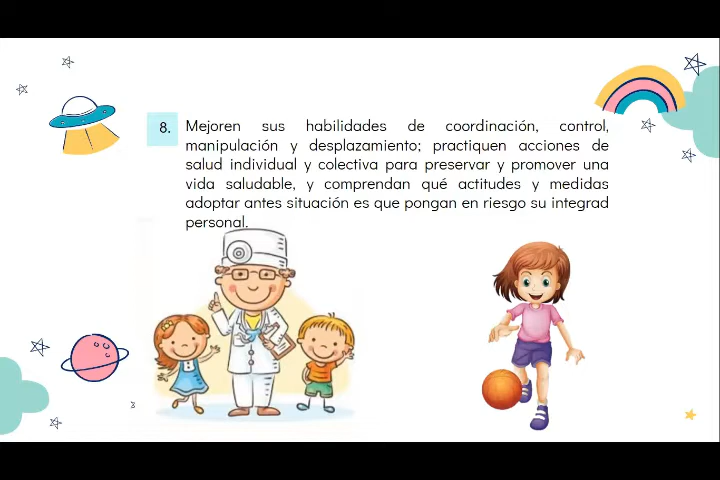 8. Mejoren sus habilidades de coordinación, control,
manipulación y desplazamiento; practiquen acciones de
salud individual y colectiva para preservar y promover una
vida saludable, y comprendan qué actitudes y medidas
adoptar antes situación es que pongan en riesgo su integrad
personal.